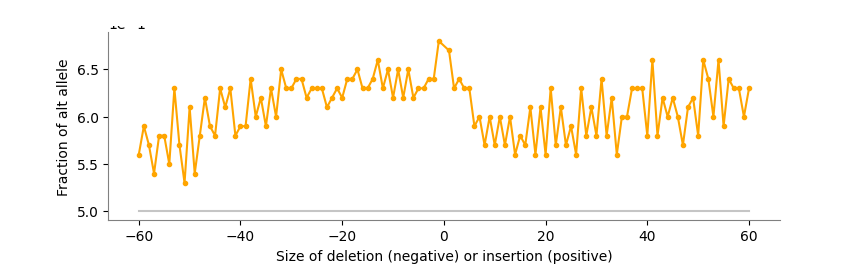 Fraction of alt allele
6.5
6.0
5.5
5.0
−60 −40 −20 0 20 40 60
Size of deletion (negative) or insertion (positive)